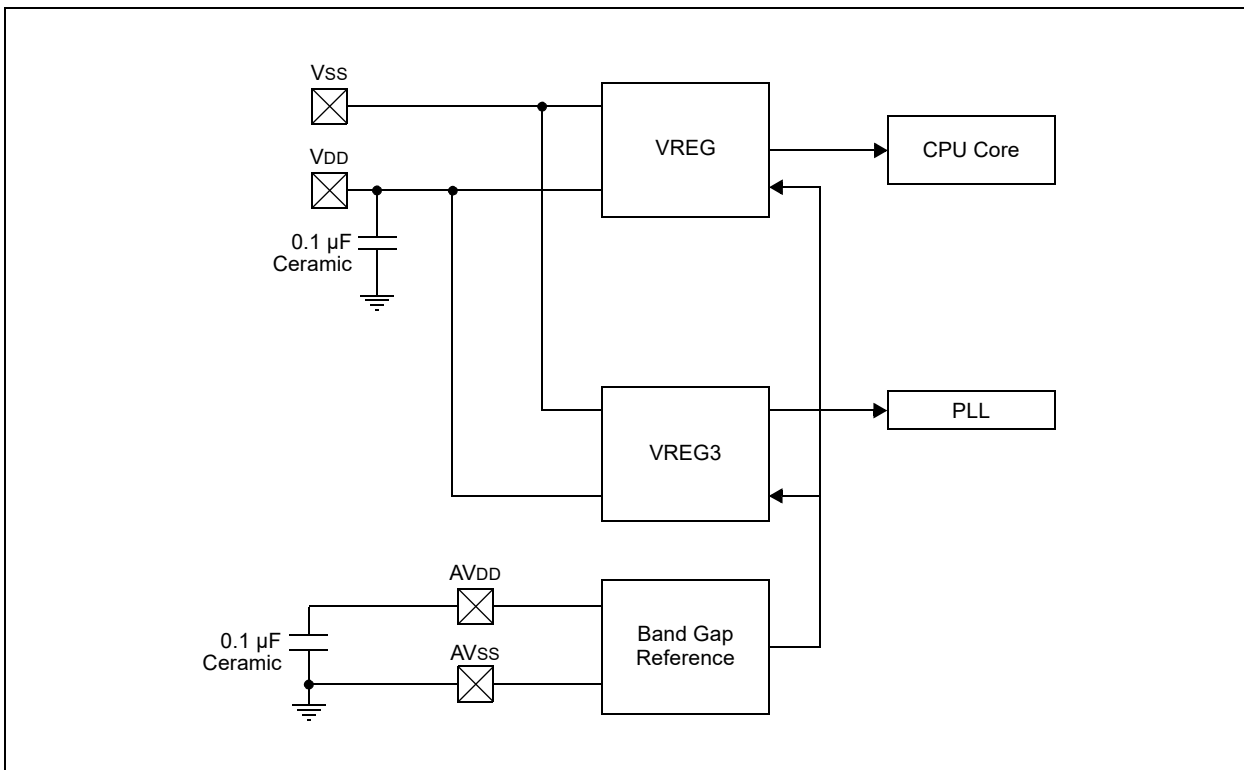 VSS
VREG
CPU Core
VDD
0.1 µF
Ceramic
PLL
VREG3
AVDD
Band Gap
Reference
0.1 µF
Ceramic
AVSS